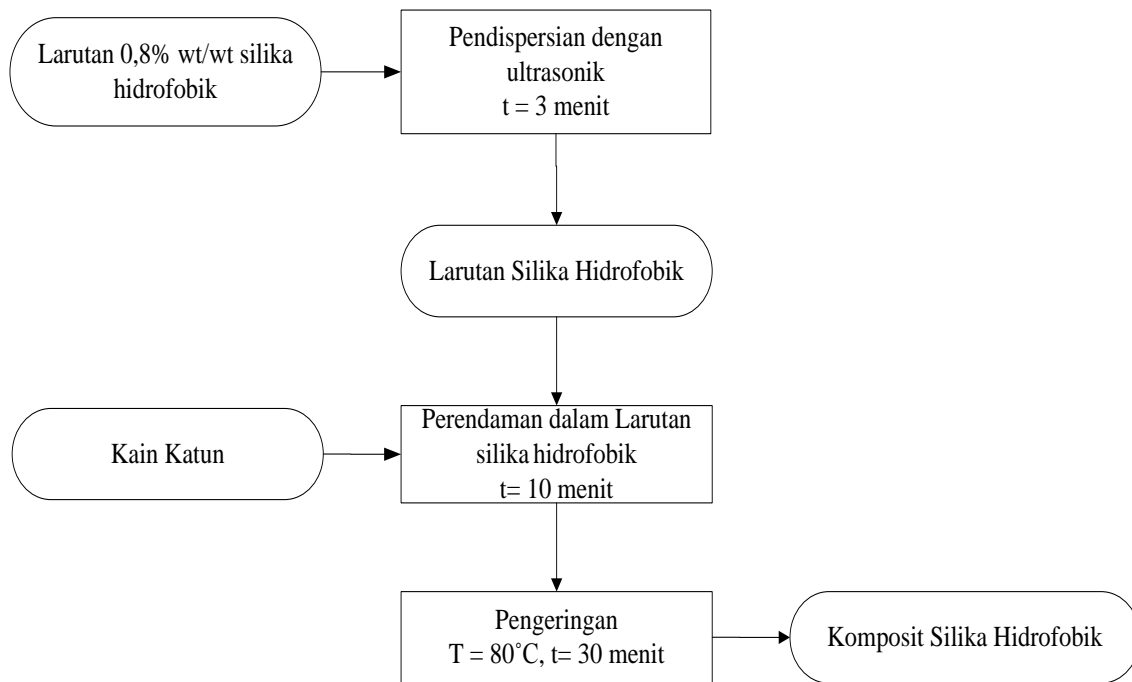 Larutan 0,8% wt/wt silika
hidrofobik
Pendispersian dengan
ultrasonik
t = 3 menit
Larutan Silika Hidrofobik
Kain Katun
Perendaman dalam Larutan
silika hidrofobik
t= 10 menit
Pengeringan
T = 80˚C, t= 30 menit
Komposit Silika Hidrofobik